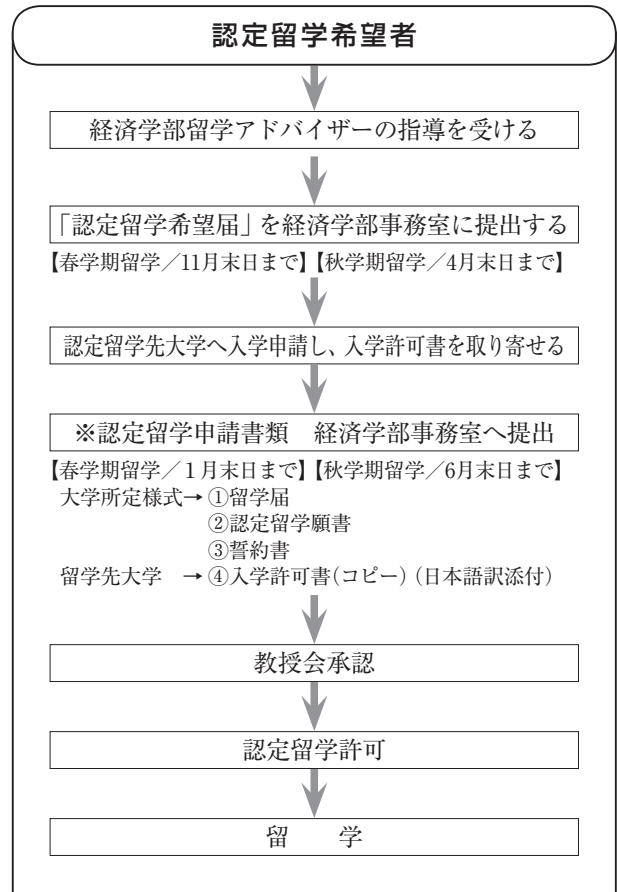 認定留学希望者
経済学部留学アドバイザーの指導を受ける
「認定留学希望届」を経済学部事務室に提出する
【春学期留学／11月末日まで】【秋学期留学／4月末日まで】
認定留学先大学へ入学申請し、入学許可書を取り寄せる
※認定留学申請書類　経済学部事務室へ提出
【春学期留学／１月末日まで】【秋学期留学／6月末日まで】
大学所定様式→ ①留学届
②認定留学願書
③誓約書
留学先大学　→ ④入学許可書（コピー）（日本語訳添付）
教授会承認
認定留学許可
留　　学